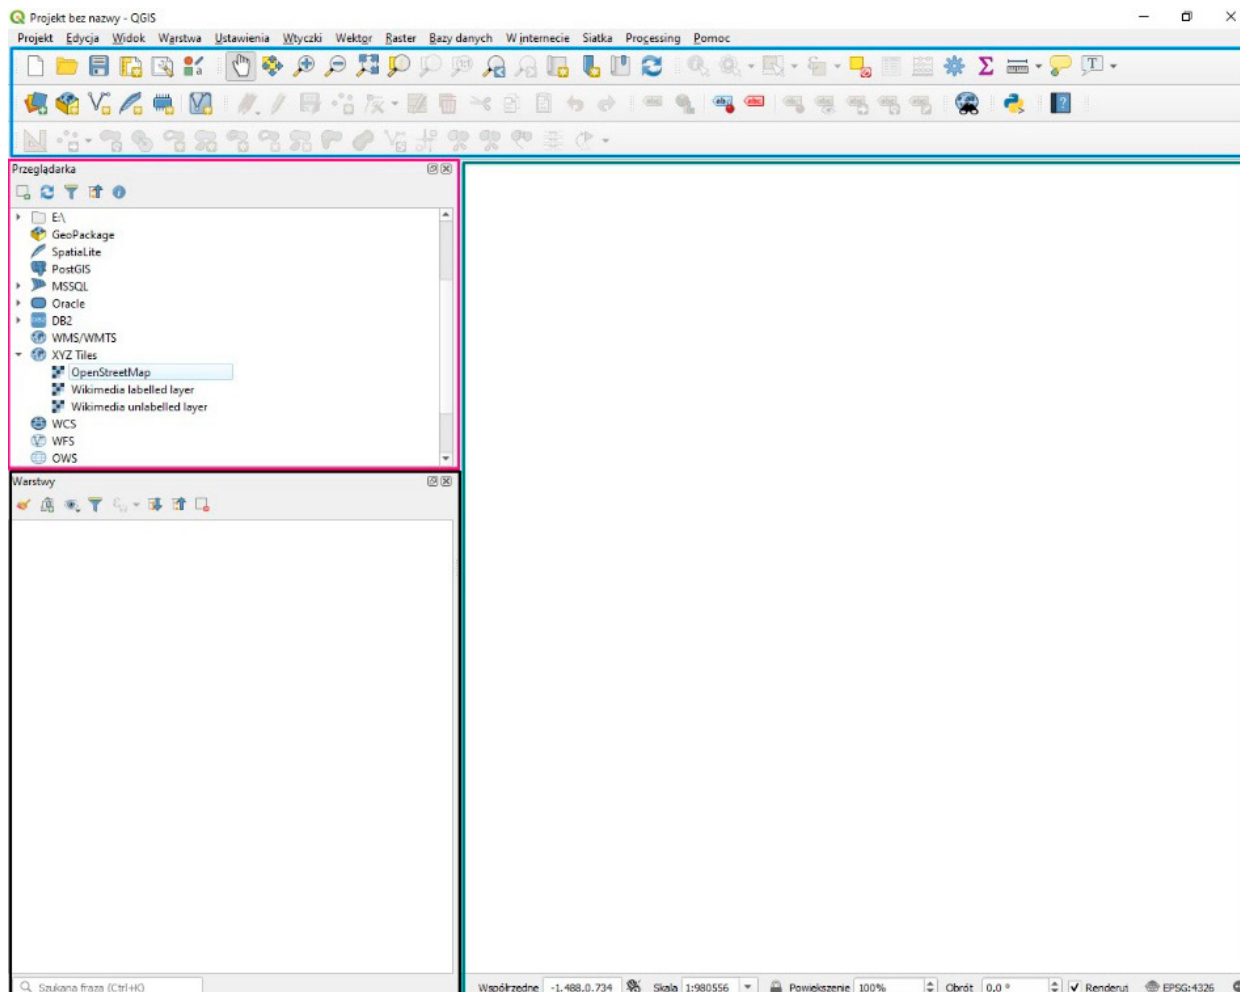 Projekt bez nazwy - QGIS
Projekt Edycja Widok Warstwa Ustawienia Wtyczki Wektor Raster Bazy danych W internecie Siatka Processing Pomoc
Przeglądarka
E:\
GeoPackage
SpatiaLite
PostGIS
MSSQL
Oracle
DB2
WMS/WMTS
XYZ Tiles
OpenStreetMap
Wikimedia labelled layer
Wikimedia unlabelled layer
WCS
WFS
OWS
Warstwy
Szukana fraza (Ctrl+K)
Współrzędne -1.488,0.734 Skala 1:980556 Powiększenie 100% Obrót 0,0 ° Renderuj EPSG:4326